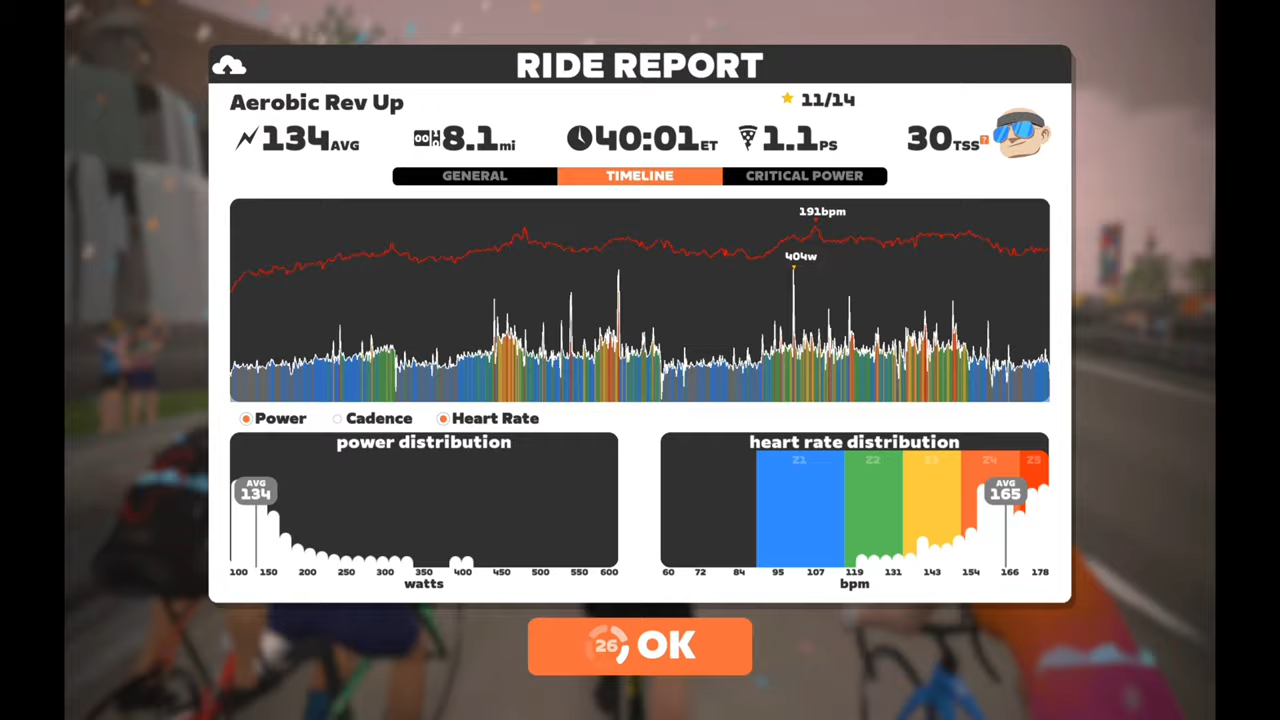 RIDE REPORT
Aerobic Rev Up
11/14
134AVG
8.1mi
40:01ET
1.1PS
30TSS?
GENERAL
TIMELINE
CRITICAL POWER
191bpm
404w
Power Cadence Heart Rate
power distribution
AVG
134
100 150 200 250 300 350 400 450 500 550 600
watts
heart rate distribution
Z1 Z2 Z3 Z4 Z5
AVG
165
60 72 84 95 107 119 131 143 154 166 178
bpm
26 OK